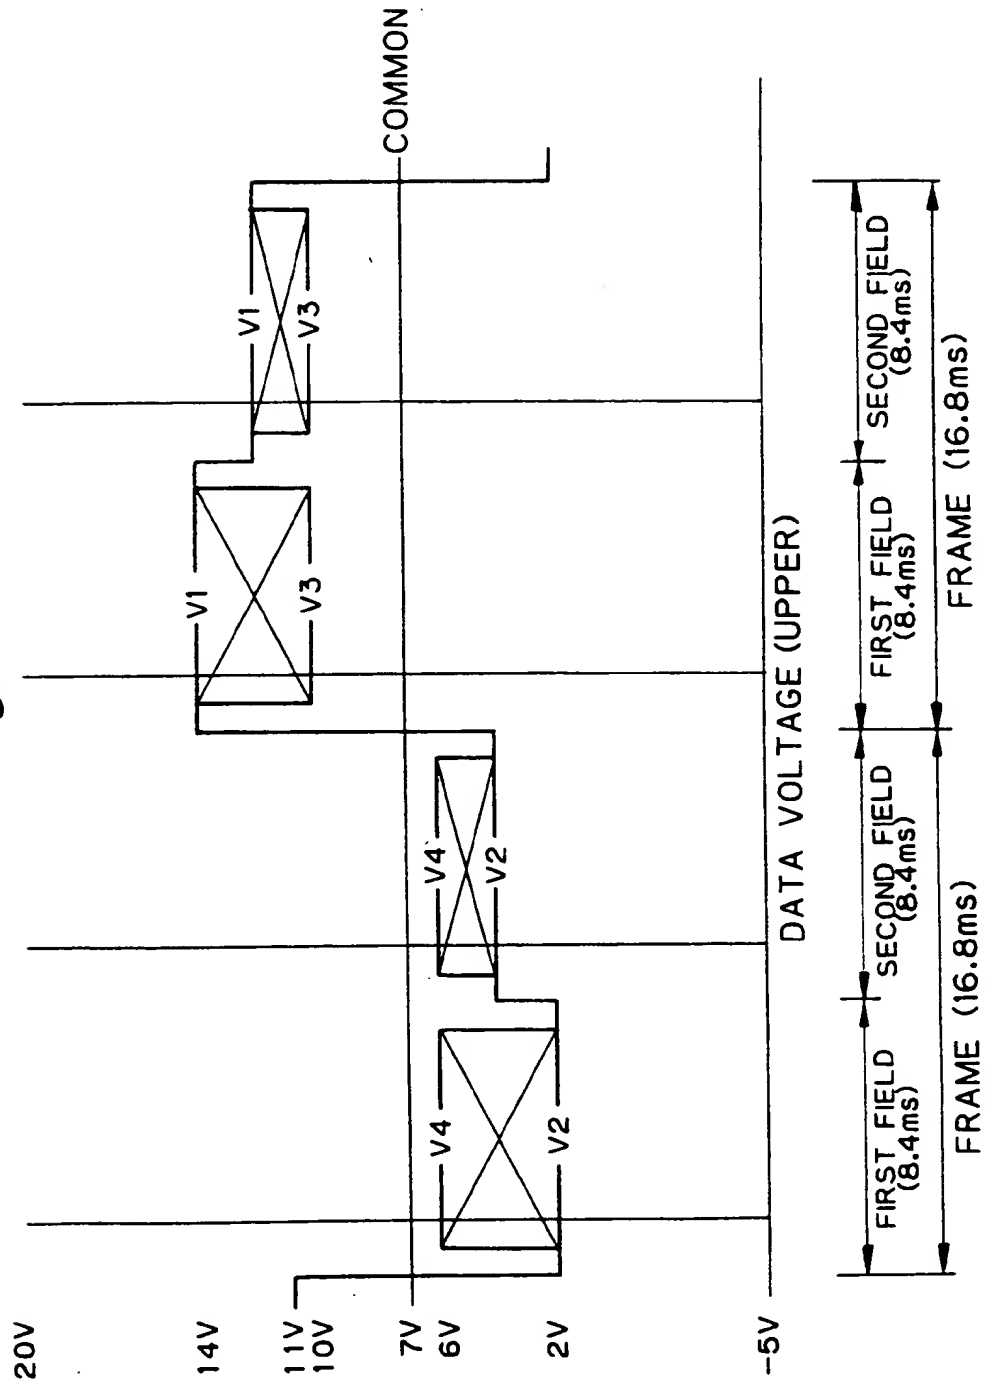 20V
14V
11V
10V
7V
6V
2V
-5V
V4
V2
V4
V2
V1
V3
V1
V3
COMMON
DATA VOLTAGE (UPPER)
FIRST FIELD
(8.4ms)
SECOND FIELD
(8.4ms)
FIRST FIELD
(8.4ms)
SECOND FIELD
(8.4ms)
FRAME (16.8ms)
FRAME (16.8ms)